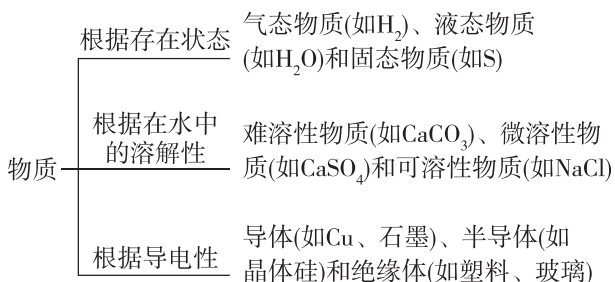 根据存在状态
气态物质(如H₂)、液态物质
(如H₂O)和固态物质(如S)
物质
根据在水中
的溶解性
难溶性物质(如CaCO₃)、微溶性物
质(如CaSO₄)和可溶性物质(如NaCl)
根据导电性
导体(如Cu、石墨)、半导体(如
晶体硅)和绝缘体(如塑料、玻璃)